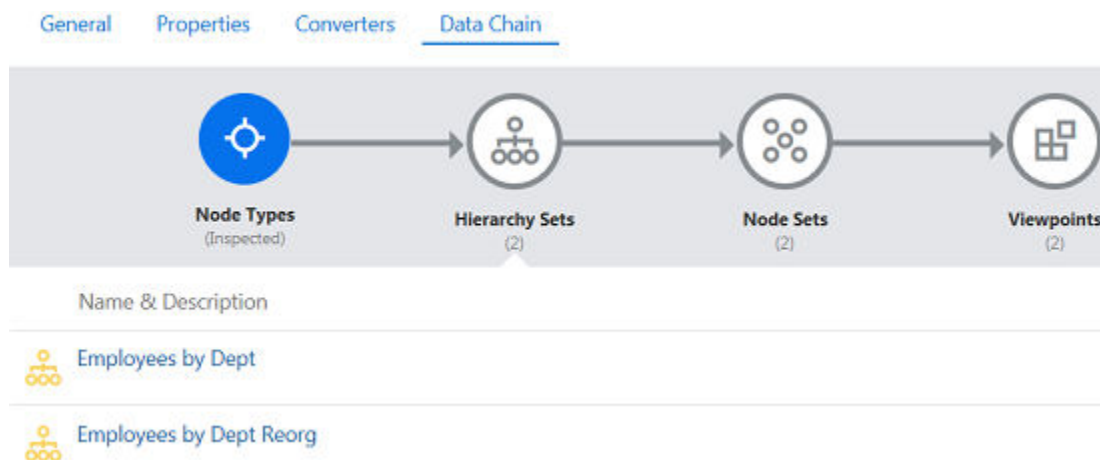 General Properties Converters Data Chain
Node Types Hierarchy Sets Node Sets Viewpoints
(Inspected) (2) (2) (2)
Name & Description
Employees by Dept
Employees by Dept Reorg